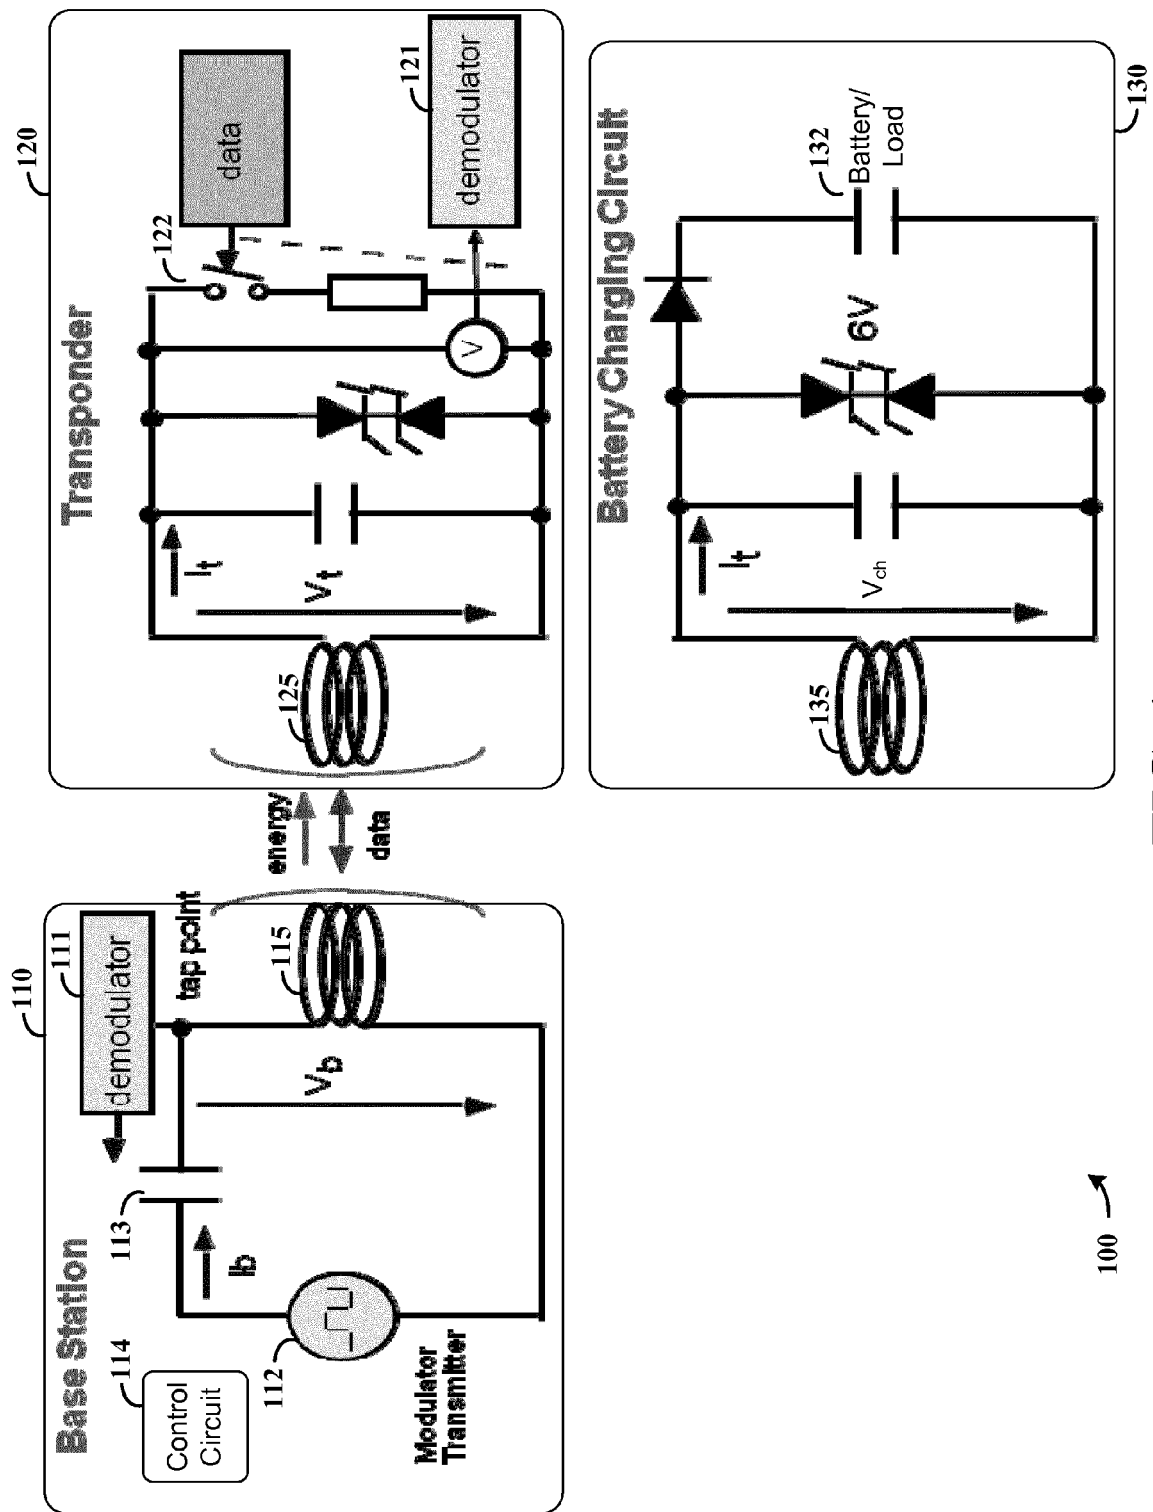 Base Station
110
114
Control
Circuit
113
111
demodulator
tap point
Ib
Vb
112
115
Modulator
Transmitter
energy
data
Transponder
120
125
It
Vt
V
122
data
121
demodulator
Battery Charging Circuit
130
135
It
Vch
6V
132
Battery/
Load
100